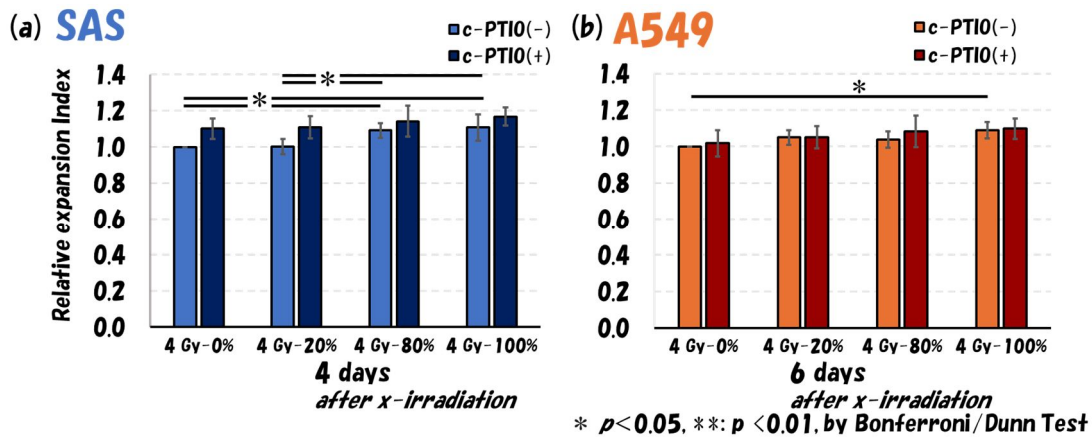 (a) SAS
c-PTIO(-)
c-PTIO(+)
Relative expansion Index
1.4
1.2
1.0
0.8
0.6
0.4
0.2
0.0
*
*
4 Gy-0% 4 Gy-20% 4 Gy-80% 4 Gy-100%
4 days
after x-irradiation
(b) A549
c-PTIO(-)
c-PTIO(+)
1.4
1.2
1.0
0.8
0.6
0.4
0.2
0.0
*
4 Gy-0% 4 Gy-20% 4 Gy-80% 4 Gy-100%
6 days
after x-irradiation
* p<0.05, **: p <0.01, by Bonferroni/Dunn Test